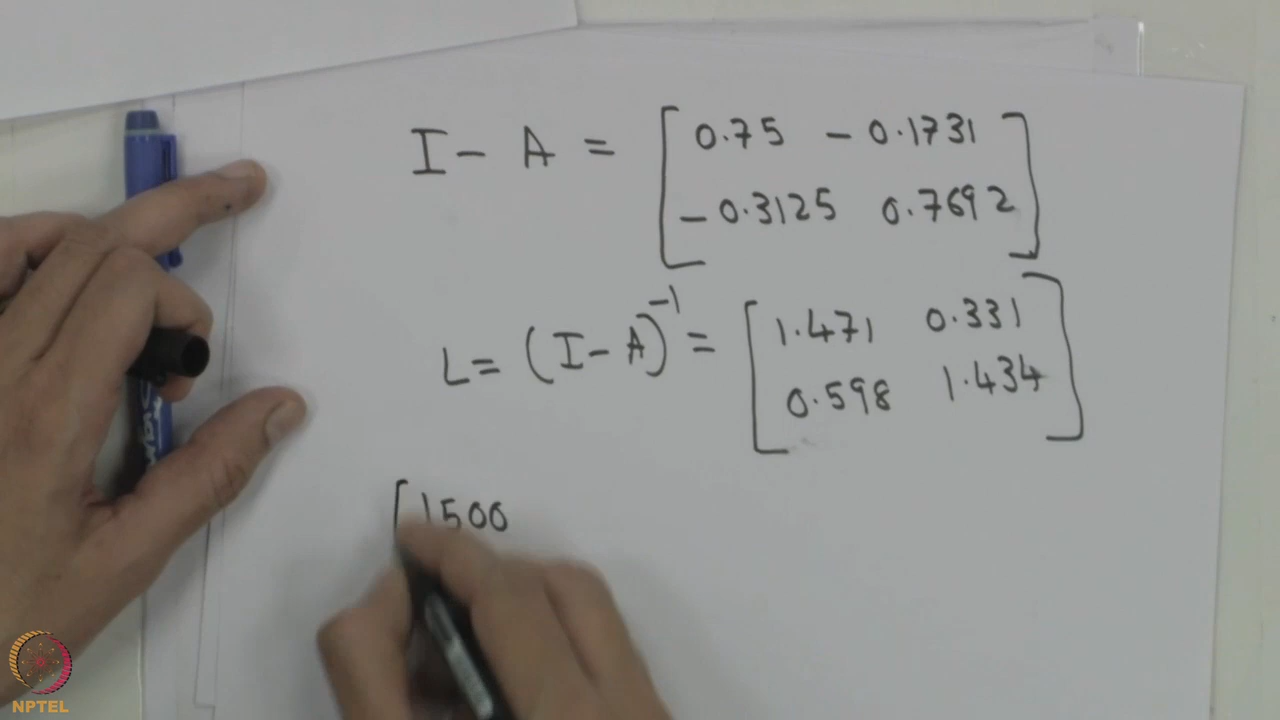 I - A = [ 0.75 -0.1731
-0.3125 0.7692 ]
L = (I - A)^-1 = [ 1.471 0.331
0.598 1.434 ]
[ 1500
NPTEL